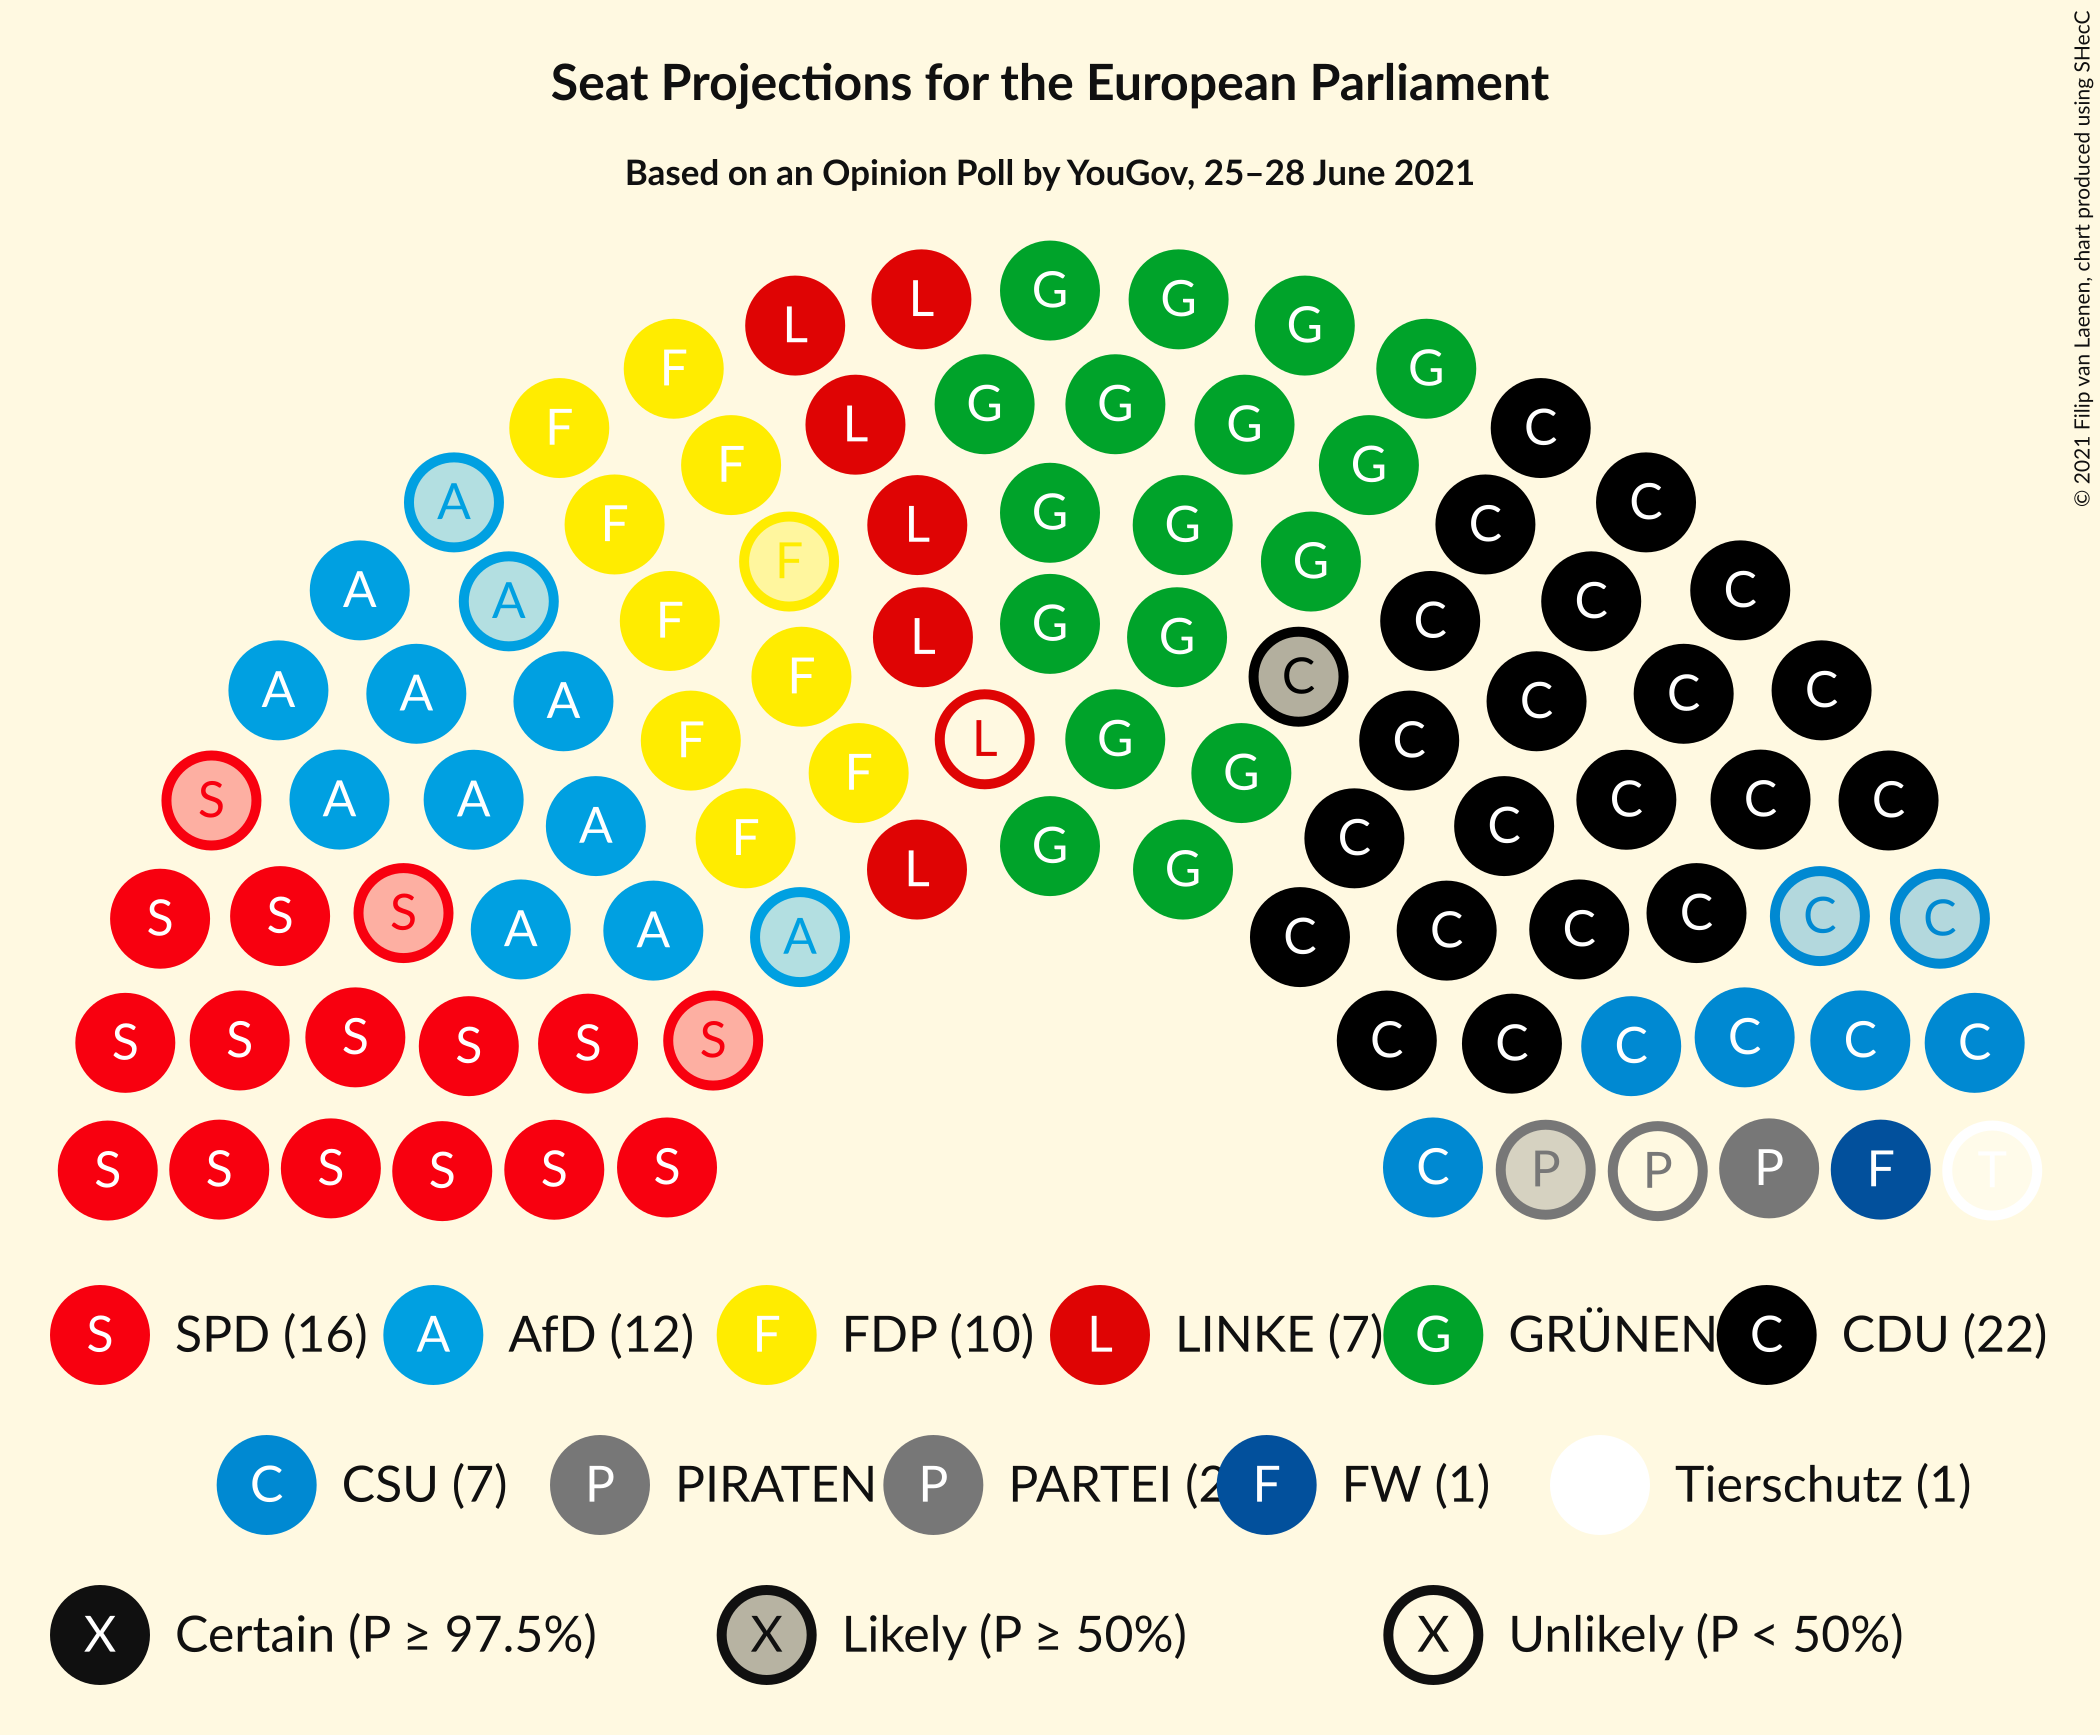 Seat Projections for the European Parliament
Based on an Opinion Poll by YouGov, 25–28 June 2021
© 2021 Filip van Laenen, chart produced using SHecC
L L G G G G
F F L G G G G C C
A F F F L G G G C C C
A A F F L G G C C C C C
A A A F F L G G C C C C
S A A A F L G G C C C C C
S S S A A A C C C C C C
S S S S S S C C C C C C
S S S S S S C P P P F T
S SPD (16) A AfD (12) F FDP (10) L LINKE (7) G GRÜNEN C CDU (22)
C CSU (7) P PIRATEN P PARTEI (2 F FW (1) Tierschutz (1)
X Certain (P ≥ 97.5%) X Likely (P ≥ 50%) X Unlikely (P < 50%)